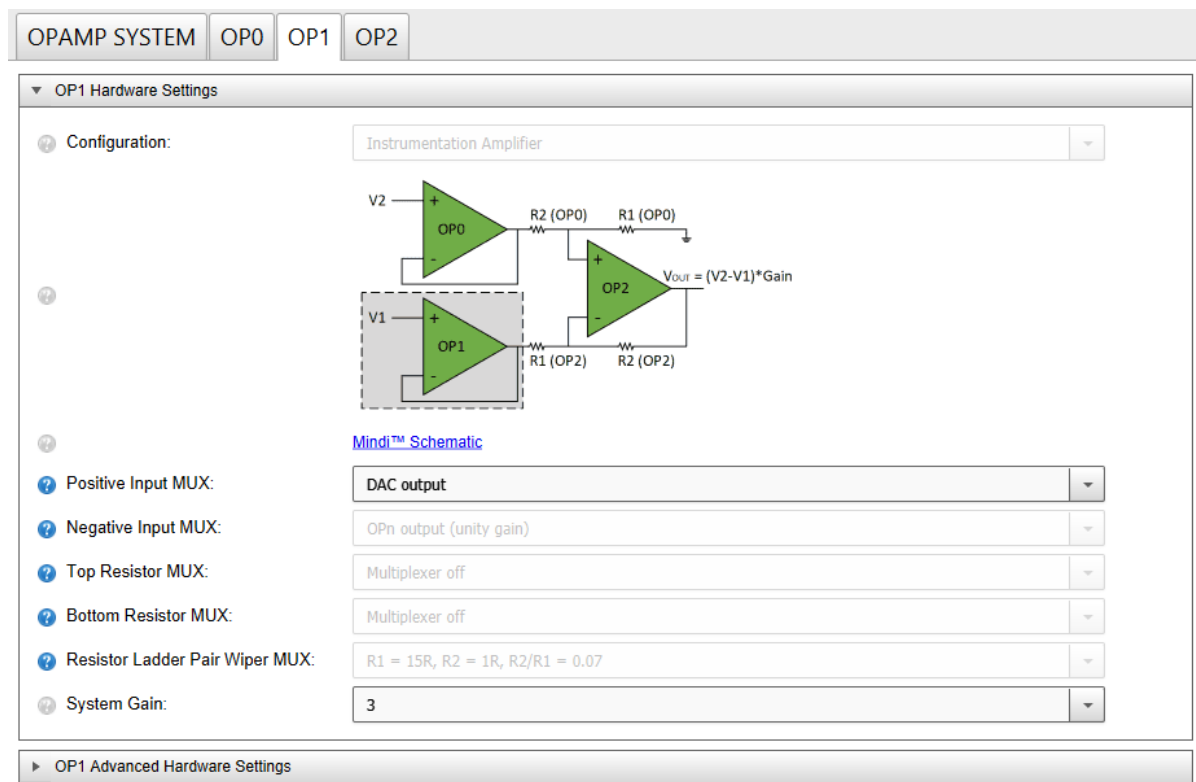 OPAMP SYSTEM OP0 OP1 OP2
OP1 Hardware Settings
Configuration: Instrumentation Amplifier
V2
+
OP0
-
R2 (OP0) R1 (OP0)
+
OP2
-
VOUT = (V2-V1)*Gain
V1
+
OP1
-
R1 (OP2) R2 (OP2)
Mindi™ Schematic
Positive Input MUX: DAC output
Negative Input MUX: OPn output (unity gain)
Top Resistor MUX: Multiplexer off
Bottom Resistor MUX: Multiplexer off
Resistor Ladder Pair Wiper MUX: R1 = 15R, R2 = 1R, R2/R1 = 0.07
System Gain: 3
OP1 Advanced Hardware Settings